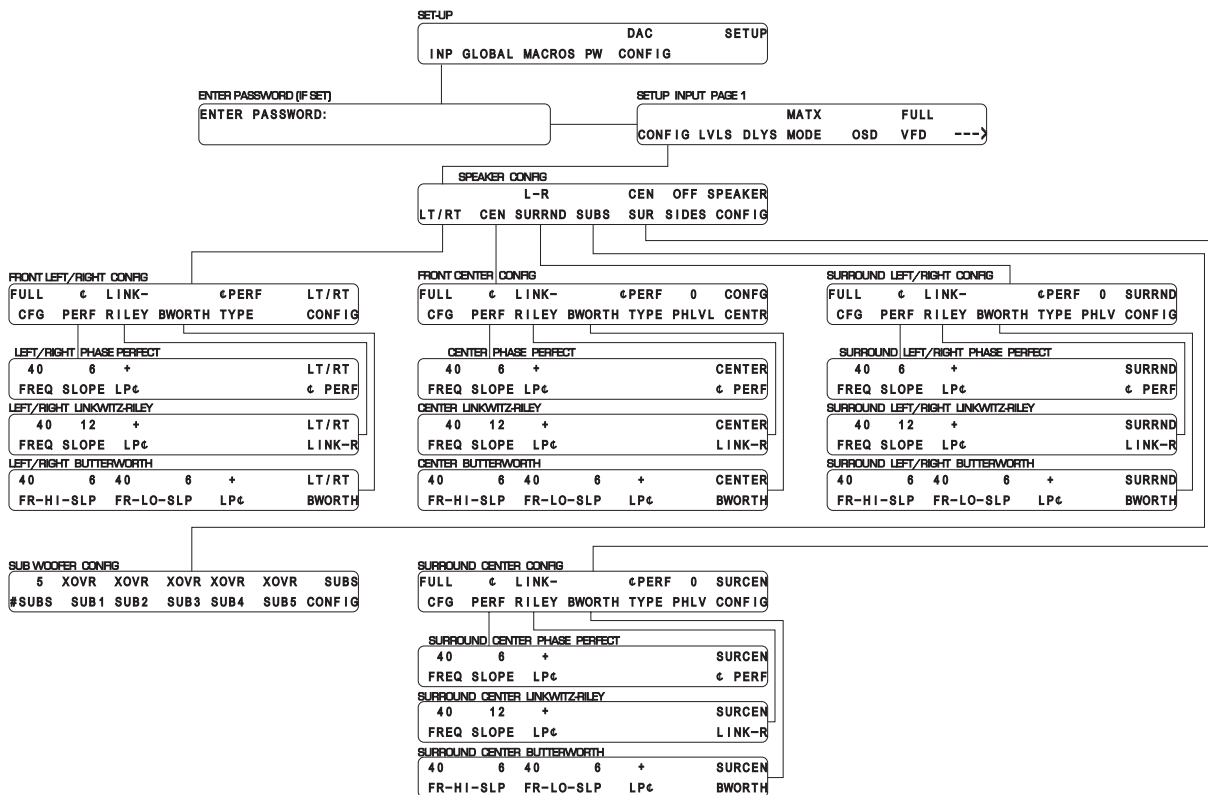 SET-UP
DAC SETUP
INP GLOBAL MACROS PW CONFIG
ENTER PASSWORD (IF SET)
ENTER PASSWORD:
SETUP INPUT PAGE 1
MATX FULL
CONFIG LVLS DLYS MODE OSD VFD --->
SPEAKER CONFIG
L-R CEN OFF SPEAKER
LT/RT CEN SURRND SUBS SUR SIDES CONFIG
FRONT LEFT/RIGHT CONFIG
FULL ¢ LINK- ¢PERF LT/RT
CFG PERF RILEY BWORTH TYPE CONFIG
LEFT/RIGHT PHASE PERFECT
40 6 + LT/RT
FREQ SLOPE LP¢ ¢ PERF
LEFT/RIGHT LINKWITZ-RILEY
40 12 + LT/RT
FREQ SLOPE LP¢ LINK-R
LEFT/RIGHT BUTTERWORTH
40 6 40 6 + LT/RT
FR-HI-SLP FR-LO-SLP LP¢ BWORTH
FRONT CENTER CONFIG
FULL ¢ LINK- ¢PERF 0 CONFG
CFG PERF RILEY BWORTH TYPE PHLVL CENTR
CENTER PHASE PERFECT
40 6 + CENTER
FREQ SLOPE LP¢ ¢ PERF
CENTER LINKWITZ-RILEY
40 12 + CENTER
FREQ SLOPE LP¢ LINK-R
CENTER BUTTERWORTH
40 6 40 6 + CENTER
FR-HI-SLP FR-LO-SLP LP¢ BWORTH
SURROUND LEFT/RIGHT CONFIG
FULL ¢ LINK- ¢PERF 0 SURRND
CFG PERF RILEY BWORTH TYPE PHLV CONFIG
SURROUND LEFT/RIGHT PHASE PERFECT
40 6 + SURRND
FREQ SLOPE LP¢ ¢ PERF
SURROUND LEFT/RIGHT LINKWITZ-RILEY
40 12 + SURRND
FREQ SLOPE LP¢ LINK-R
SURROUND LEFT/RIGHT BUTTERWORTH
40 6 40 6 + SURRND
FR-HI-SLP FR-LO-SLP LP¢ BWORTH
SUB WOOFER CONFIG
5 XOVR XOVR XOVR XOVR XOVR SUBS
#SUBS SUB1 SUB2 SUB3 SUB4 SUB5 CONFIG
SURROUND CENTER CONFIG
FULL ¢ LINK- ¢PERF 0 SURCEN
CFG PERF RILEY BWORTH TYPE PHLV CONFIG
SURROUND CENTER PHASE PERFECT
40 6 + SURCEN
FREQ SLOPE LP¢ ¢ PERF
SURROUND CENTER LINKWITZ-RILEY
40 12 + SURCEN
FREQ SLOPE LP¢ LINK-R
SURROUND CENTER BUTTERWORTH
40 6 40 6 + SURCEN
FR-HI-SLP FR-LO-SLP LP¢ BWORTH